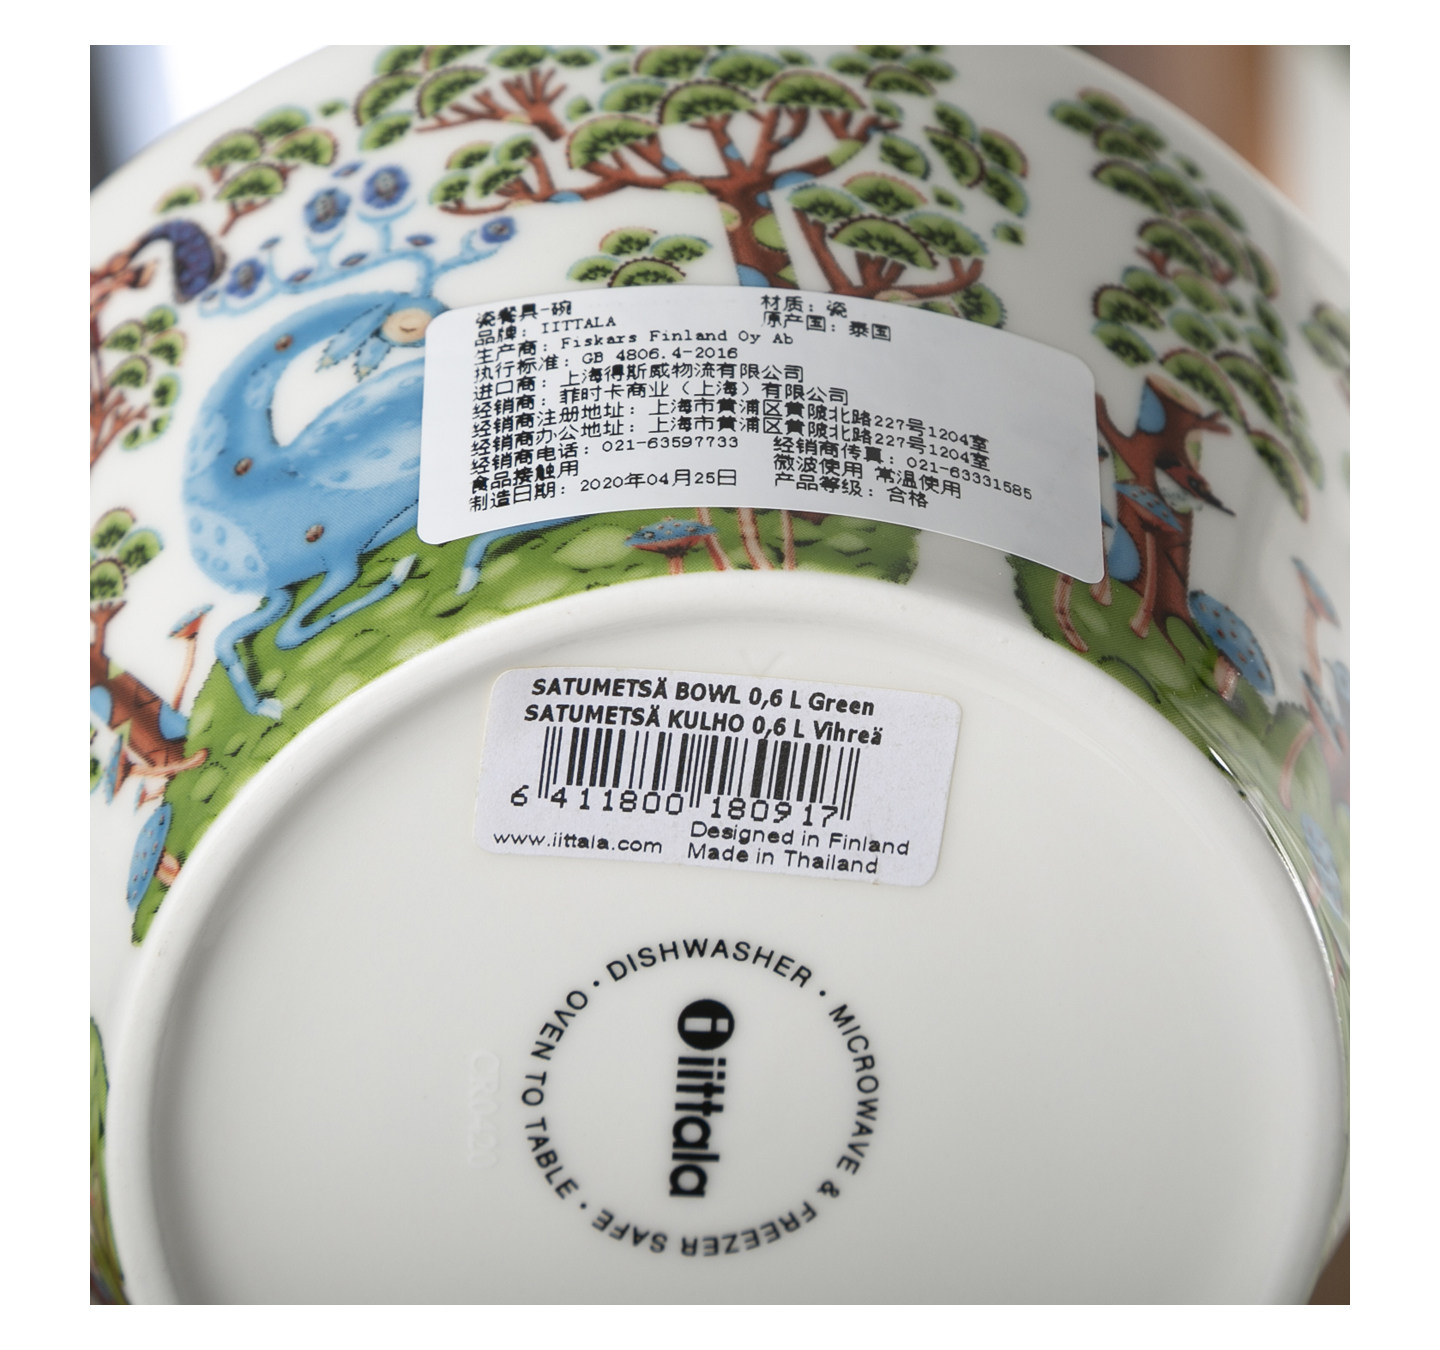 瓷餐具-碗 材质：瓷
品牌：IITTALA 原产国：泰国
生产商：Fiskars Finland Oy Ab
执行标准：GB 4806.4-2016
进口商：上海得斯威物流有限公司
经销商：菲时卡商业（上海）有限公司
经销商注册地址：上海市黄浦区黄陂北路227号1204室
经销商办公地址：上海市黄浦区黄陂北路227号1204室
经销商电话：021-63597733 经销商传真：021-63331585
食品接触用 微波使用 常温使用
制造日期：2020年04月25日 产品等级：合格
SATUMETSÄ BOWL 0,6 L Green
SATUMETSÄ KULHO 0,6 L Vihreä
6 411800 180917
www.iittala.com
Designed in Finland
Made in Thailand
OVEN TO TABLE · DISHWASHER · MICROWAVE & FREEZER SAFE ·
iittala